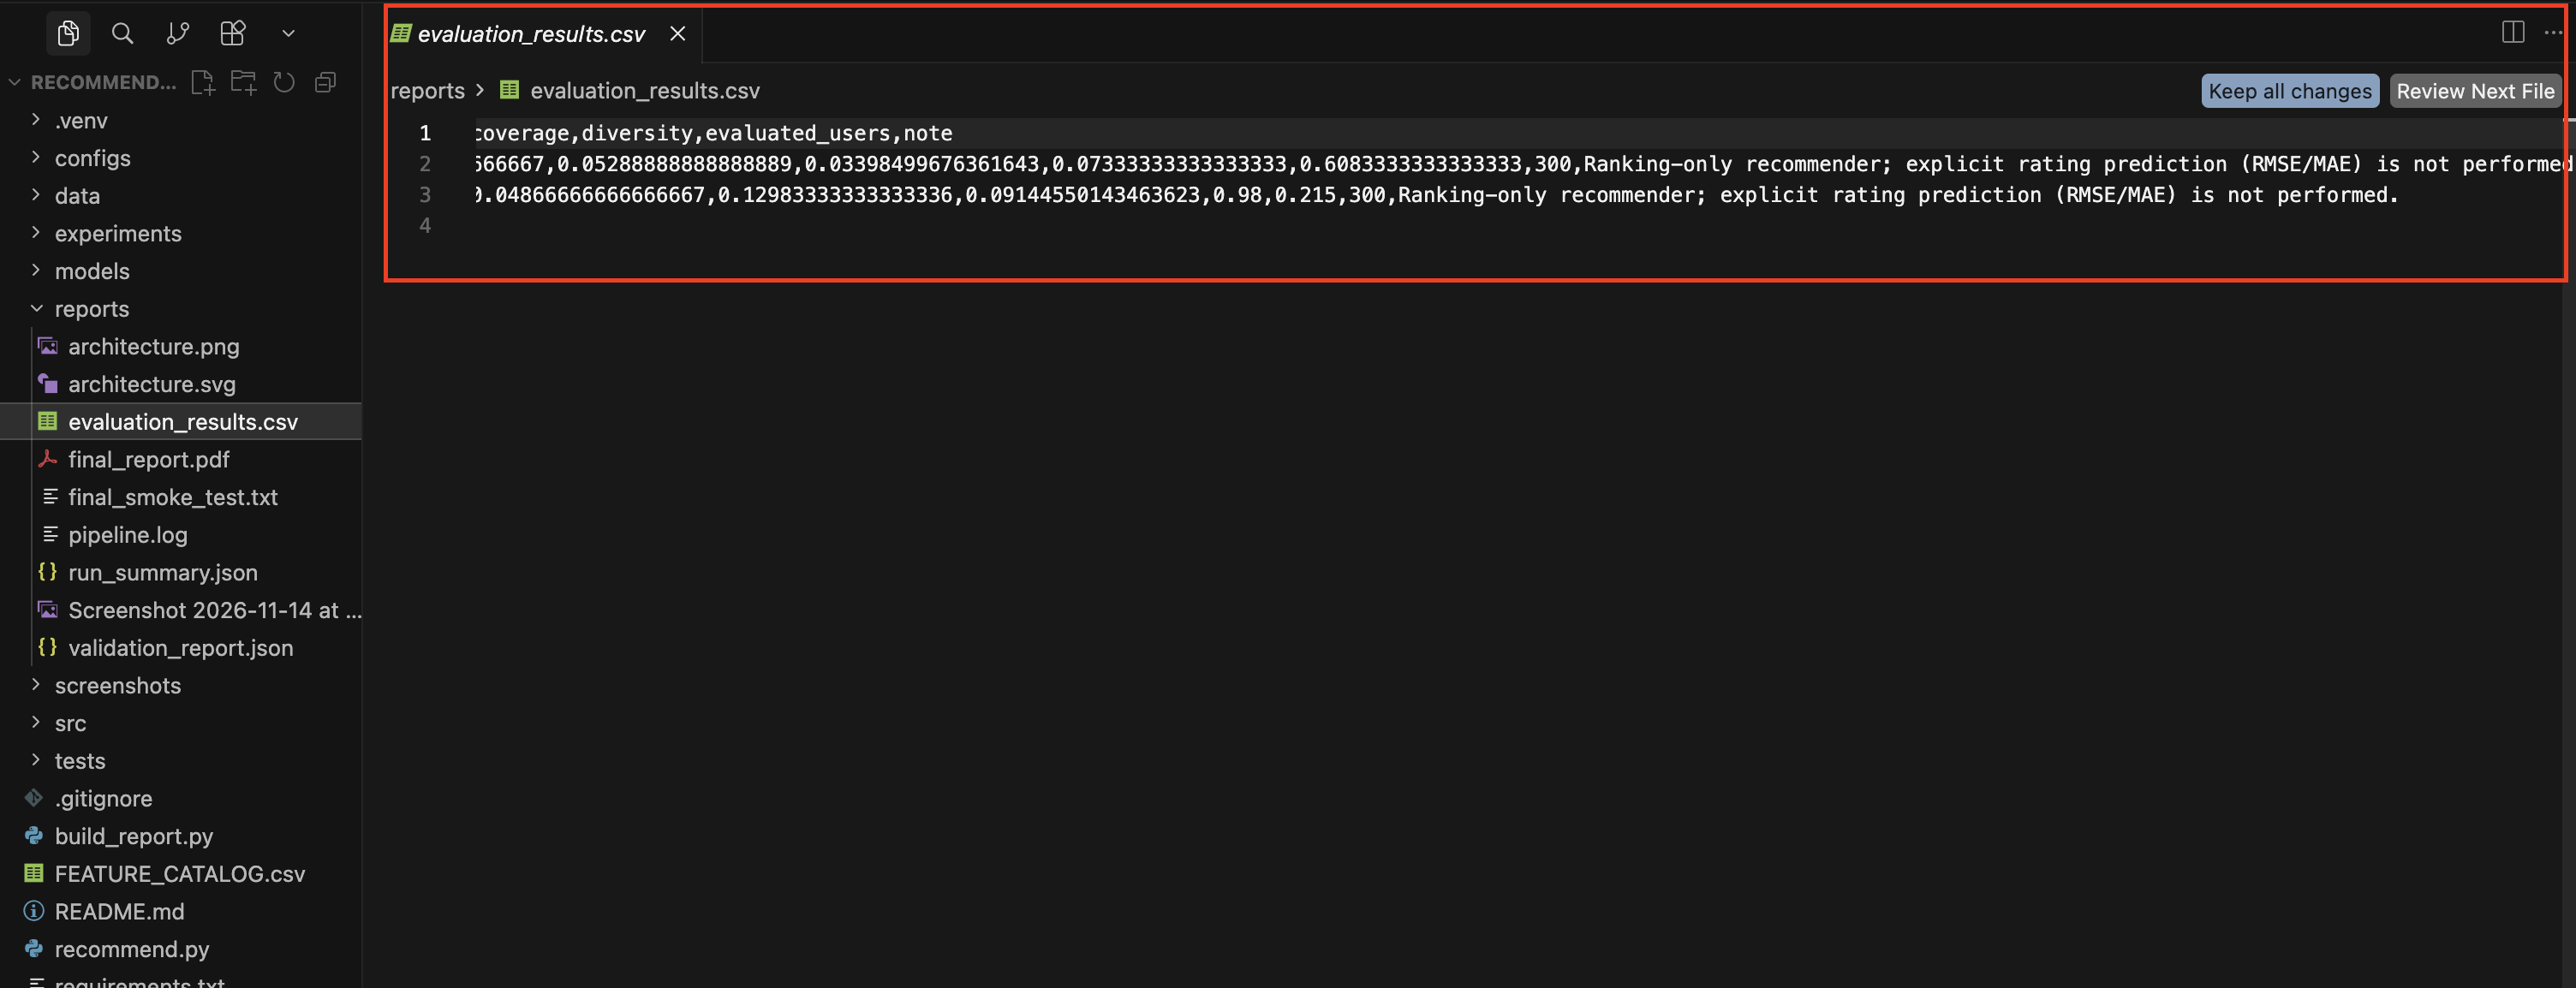 RECOMMEND...
.venv
configs
data
experiments
models
reports
architecture.png
architecture.svg
evaluation_results.csv
final_report.pdf
final_smoke_test.txt
pipeline.log
run_summary.json
Screenshot 2026-11-14 at ...
validation_report.json
screenshots
src
tests
.gitignore
build_report.py
FEATURE_CATALOG.csv
README.md
recommend.py
requirements.txt
evaluation_results.csv
reports > evaluation_results.csv
Keep all changes Review Next File
1 coverage,diversity,evaluated_users,note
2 666667,0.05288888888888889,0.03398499676361643,0.07333333333333333,0.6083333333333333,300,Ranking-only recommender; explicit rating prediction (RMSE/MAE) is not performed
3 0.04866666666666667,0.12983333333333336,0.09144550143463623,0.98,0.215,300,Ranking-only recommender; explicit rating prediction (RMSE/MAE) is not performed.
4